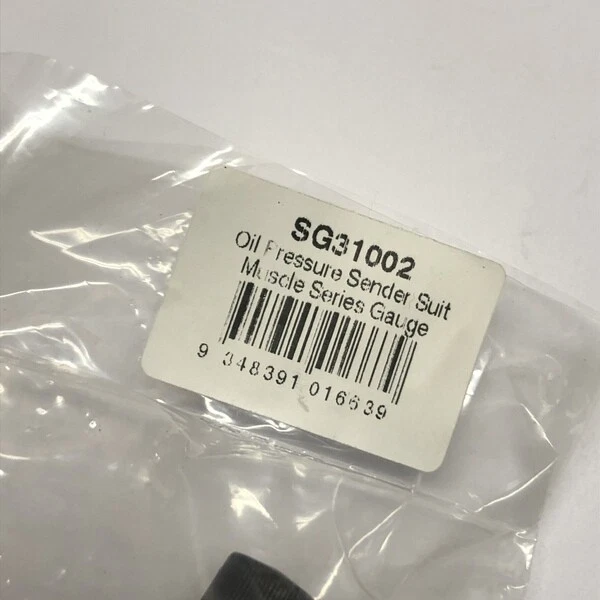 SG31002
Oil Pressure Sender Suit
Muscle Series Gauge
9 348391 016639